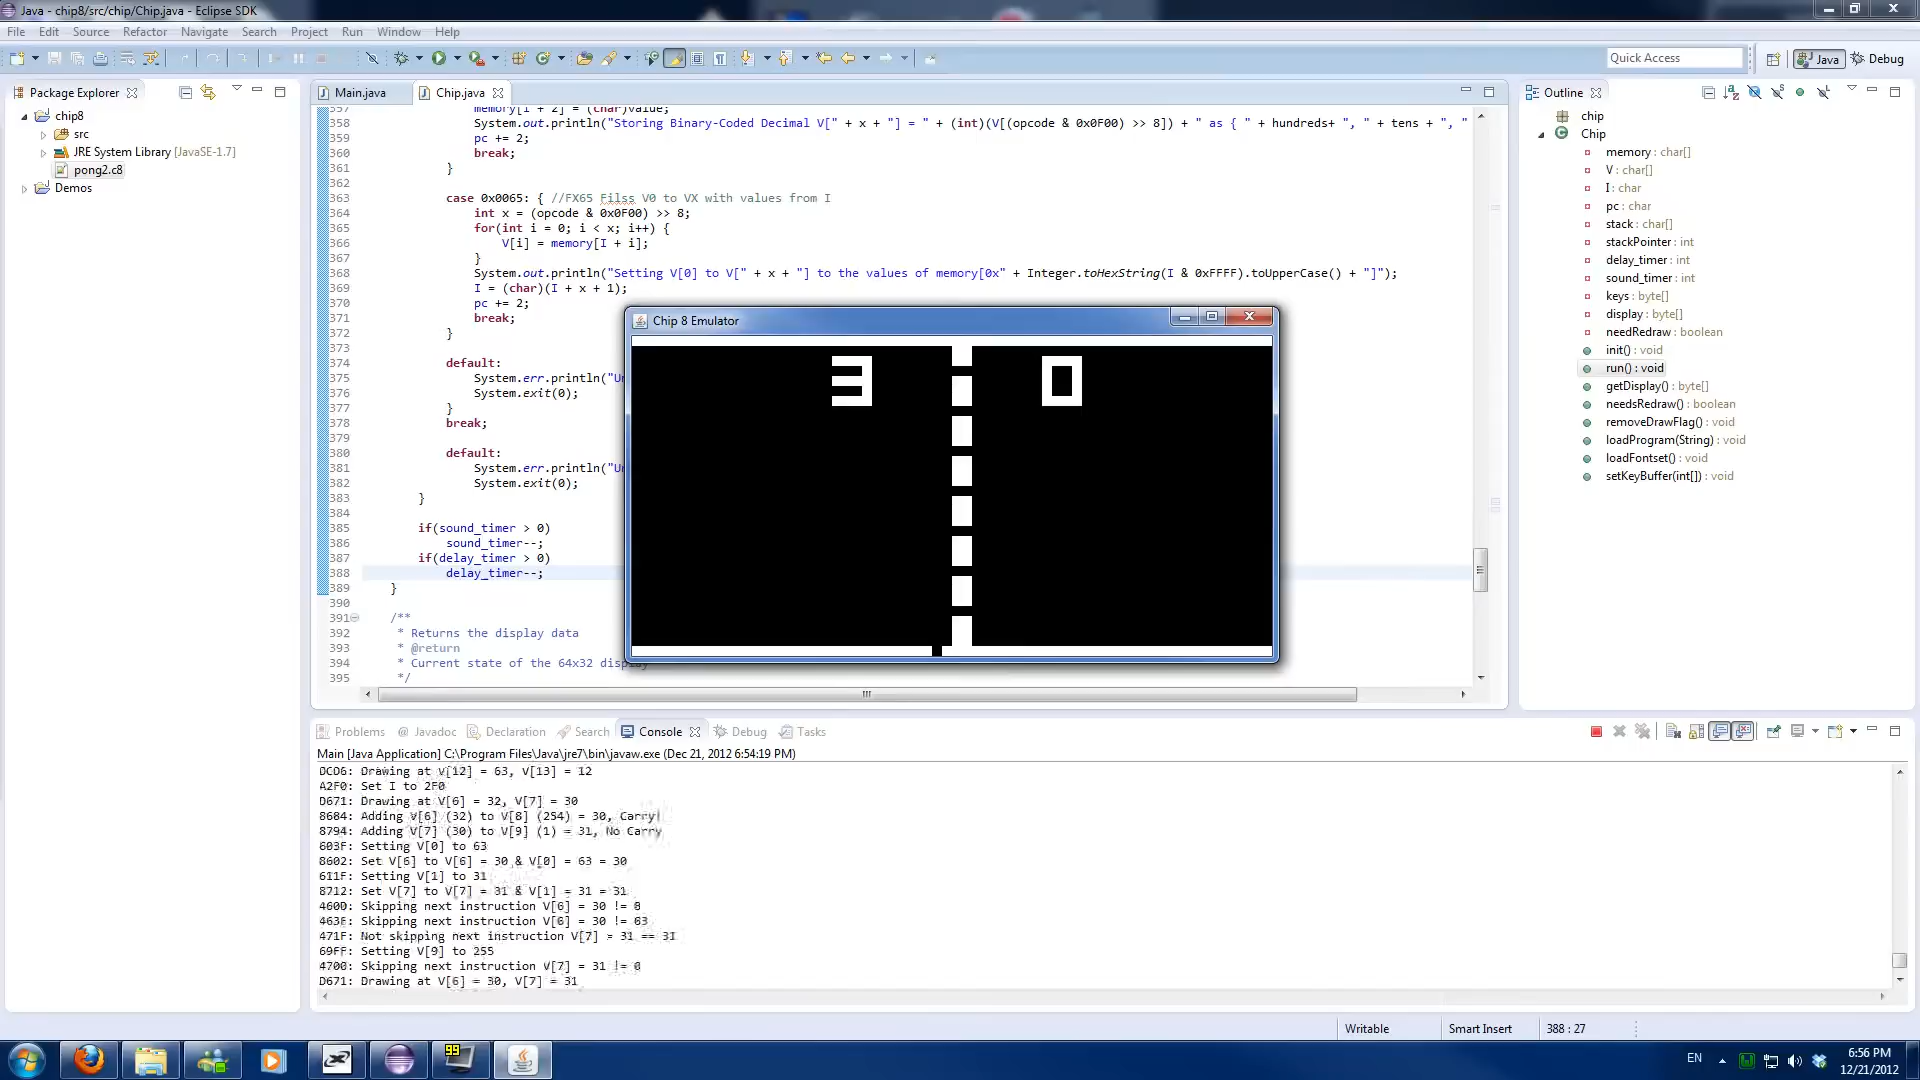 Java - chip8/src/chip/Chip.java - Eclipse SDK
File Edit Source Refactor Navigate Search Project Run Window Help
Quick Access
Java
Debug
Package Explorer
chip8
src
JRE System Library [JavaSE-1.7]
pong2.c8
Demos
Main.java
Chip.java
357 memory[I + 2] = (char)value;
358 System.out.println("Storing Binary-Coded Decimal V[" + x + "] = " + (int)(V[(opcode & 0x0F00) >> 8]) + " as { " + hundreds+ ", " + tens + ", "
359 pc += 2;
360 break;
361 }
362
363 case 0x0065: { //FX65 Filss V0 to VX with values from I
364 int x = (opcode & 0x0F00) >> 8;
365 for(int i = 0; i < x; i++) {
366 V[i] = memory[I + i];
367 }
368 System.out.println("Setting V[0] to V[" + x + "] to the values of memory[0x" + Integer.toHexString(I & 0xFFFF).toUpperCase() + "]");
369 I = (char)(I + x + 1);
370 pc += 2;
371 break;
372 }
373
374 default:
375 System.err.println("Un
376 System.exit(0);
377 }
378 break;
379
380 default:
381 System.err.println("Un
382 System.exit(0);
383 }
384
385 if(sound_timer > 0)
386 sound_timer--;
387 if(delay_timer > 0)
388 delay_timer--;
389 }
390
391 /**
392 * Returns the display data
393 * @return
394 * Current state of the 64x32 display
395 */
Chip 8 Emulator
3 0
Outline
chip
Chip
memory : char[]
V : char[]
I : char
pc : char
stack : char[]
stackPointer : int
delay_timer : int
sound_timer : int
keys : byte[]
display : byte[]
needRedraw : boolean
init() : void
run() : void
getDisplay() : byte[]
needsRedraw() : boolean
removeDrawFlag() : void
loadProgram(String) : void
loadFontset() : void
setKeyBuffer(int[]) : void
Problems @ Javadoc Declaration Search Console Debug Tasks
Main [Java Application] C:\Program Files\Java\jre7\bin\javaw.exe (Dec 21, 2012 6:54:19 PM)
DCD6: Drawing at V[12] = 63, V[13] = 12
A2F0: Set I to 2F0
D671: Drawing at V[6] = 32, V[7] = 30
8684: Adding V[6] (32) to V[8] (254) = 30, Carry!
8794: Adding V[7] (30) to V[9] (1) = 31, No Carry
603F: Setting V[0] to 63
8602: Set V[6] to V[6] = 30 & V[0] = 63 = 30
611F: Setting V[1] to 31
8712: Set V[7] to V[7] = 31 & V[1] = 31 = 31
4600: Skipping next instruction V[6] = 30 != 0
463F: Skipping next instruction V[6] = 30 != 63
471F: Not skipping next instruction V[7] = 31 == 31
69FF: Setting V[9] to 255
4700: Skipping next instruction V[7] = 31 != 0
D671: Drawing at V[6] = 30, V[7] = 31
Writable
Smart Insert
388 : 27
99
EN
6:56 PM
12/21/2012